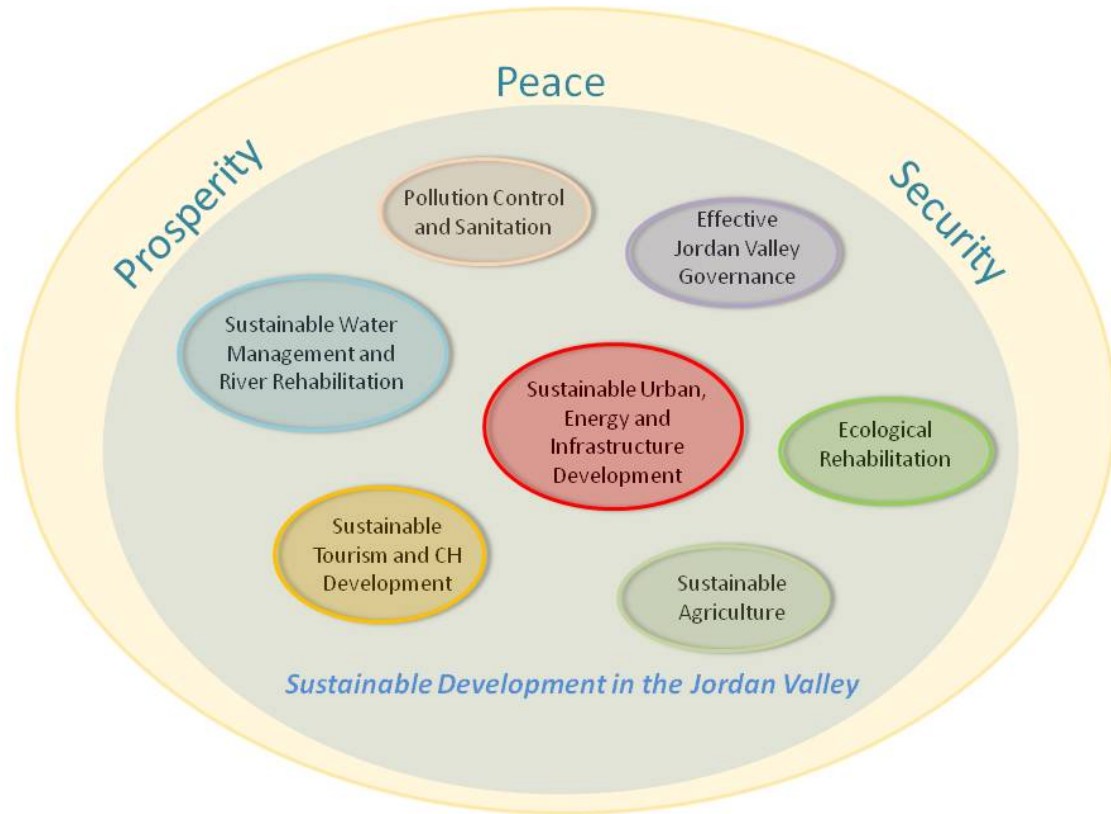 Peace
Prosperity
Security
Pollution Control
and Sanitation
Effective
Jordan Valley
Governance
Sustainable Water
Management and
River Rehabilitation
Sustainable Urban,
Energy and
Infrastructure
Development
Ecological
Rehabilitation
Sustainable
Tourism and CH
Development
Sustainable
Agriculture
Sustainable Development in the Jordan Valley